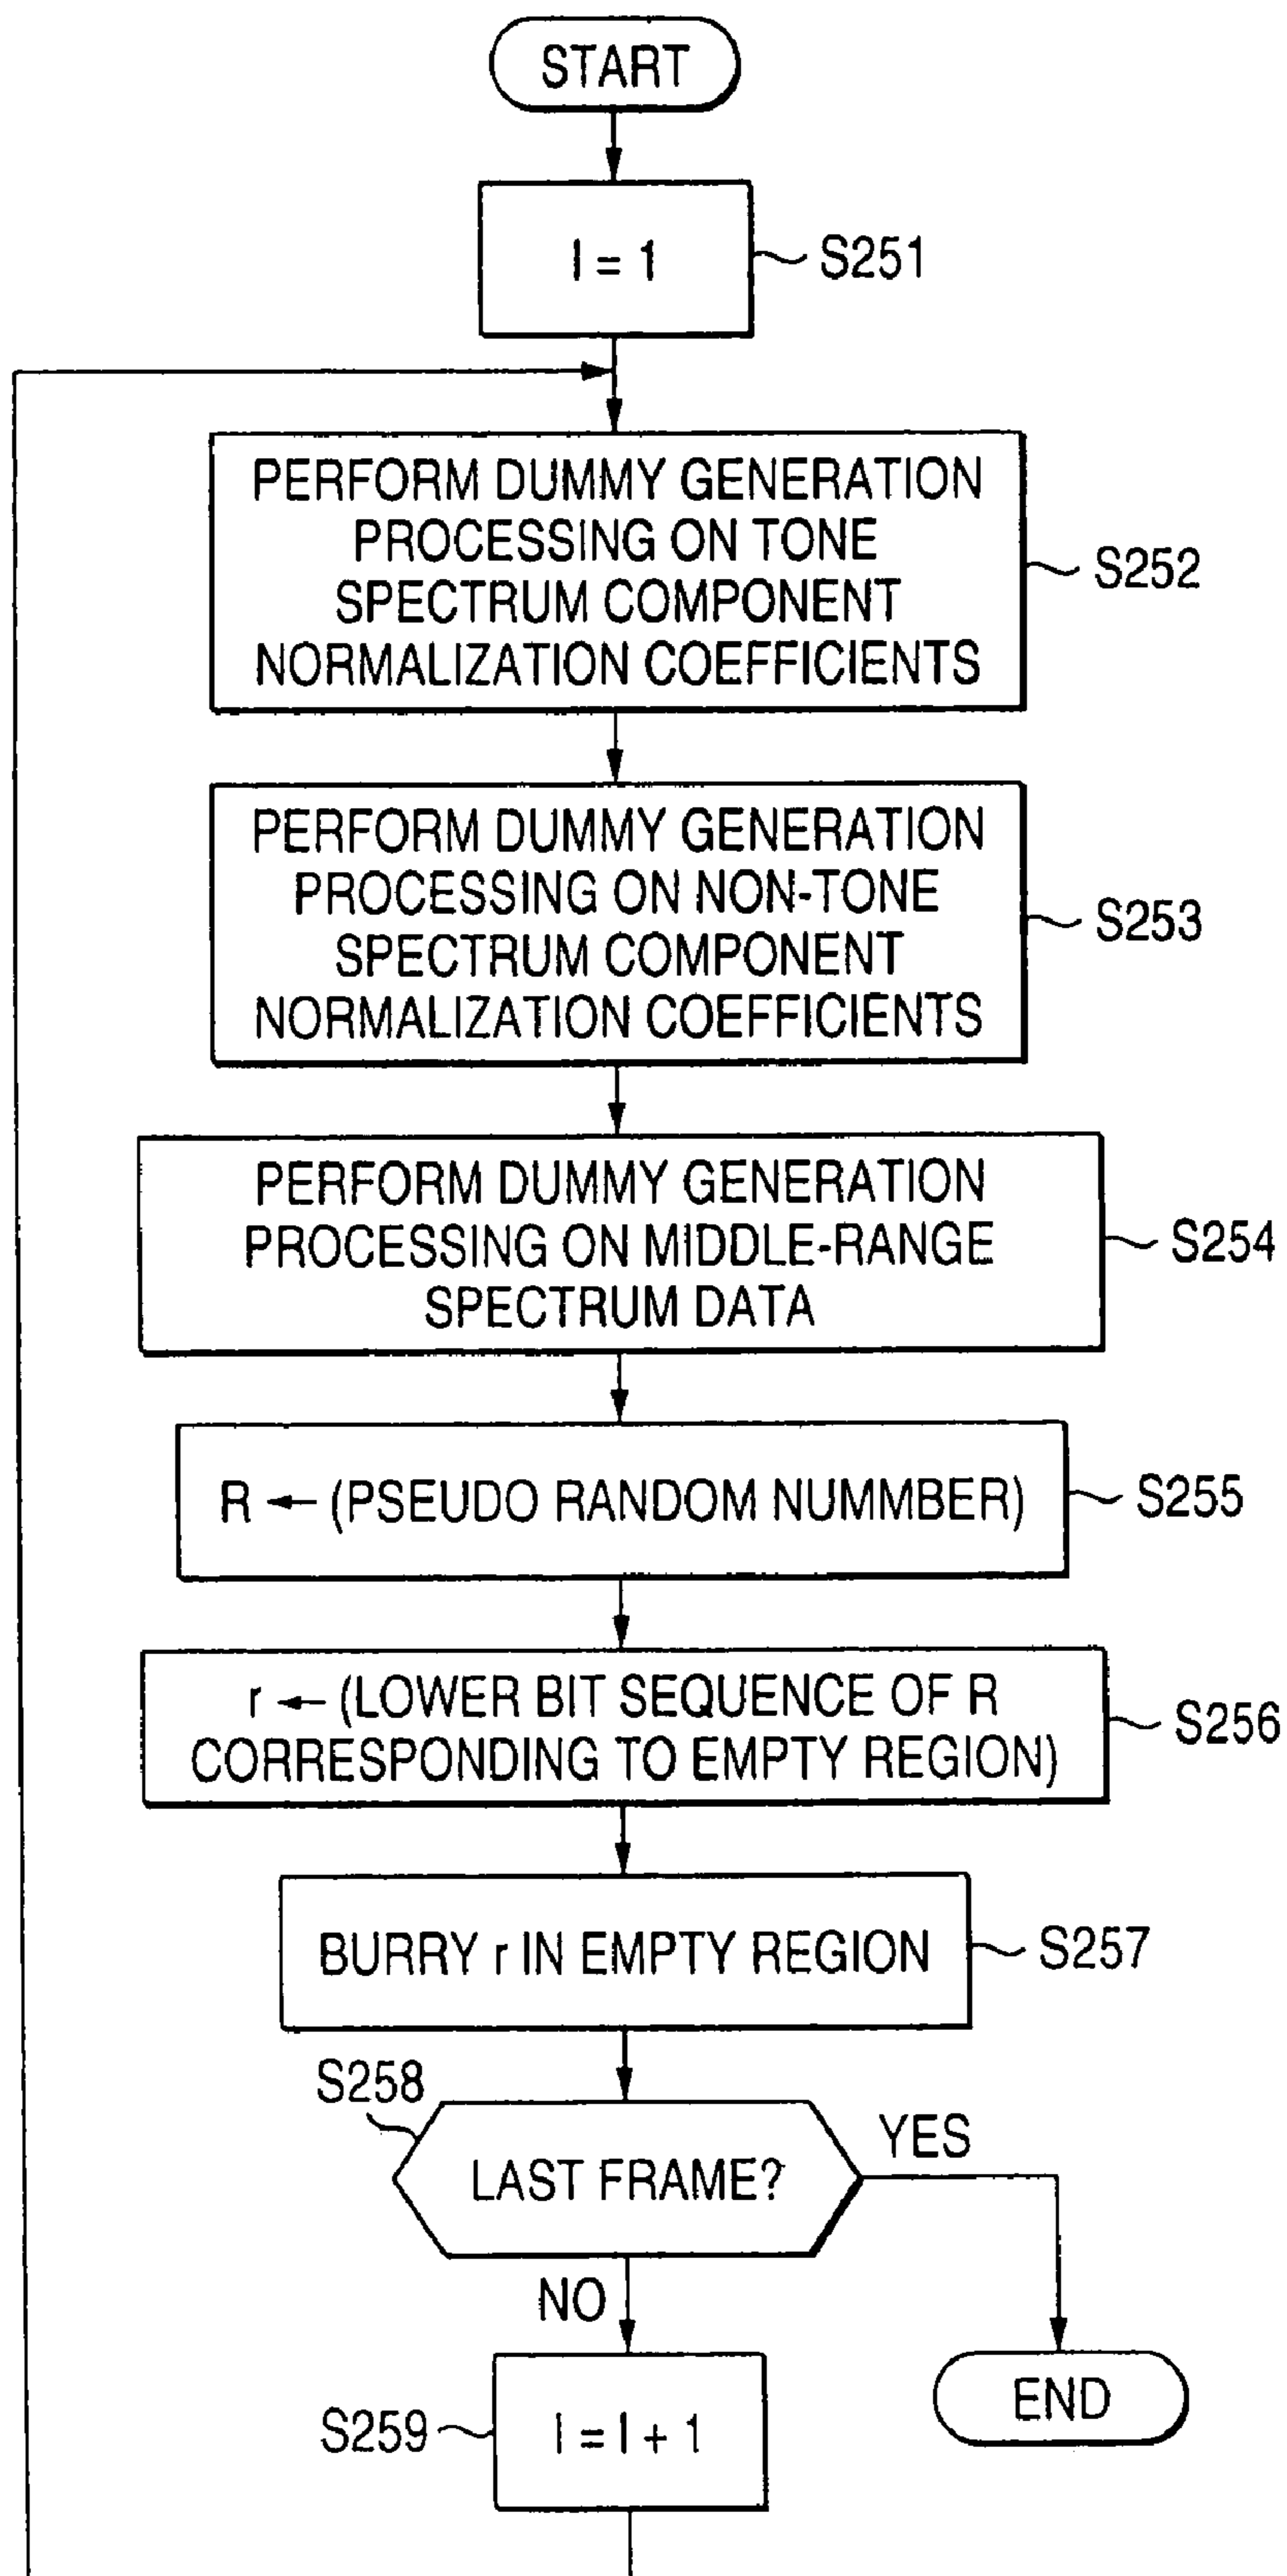 START
I = 1
S251
PERFORM DUMMY GENERATION
PROCESSING ON TONE
SPECTRUM COMPONENT
NORMALIZATION COEFFICIENTS
S252
PERFORM DUMMY GENERATION
PROCESSING ON NON-TONE
SPECTRUM COMPONENT
NORMALIZATION COEFFICIENTS
S253
PERFORM DUMMY GENERATION
PROCESSING ON MIDDLE-RANGE
SPECTRUM DATA
S254
R ← (PSEUDO RANDOM NUMMBER)
S255
r ← (LOWER BIT SEQUENCE OF R
CORRESPONDING TO EMPTY REGION)
S256
BURRY r IN EMPTY REGION
S257
S258
LAST FRAME?
YES
NO
END
S259
I = I + 1